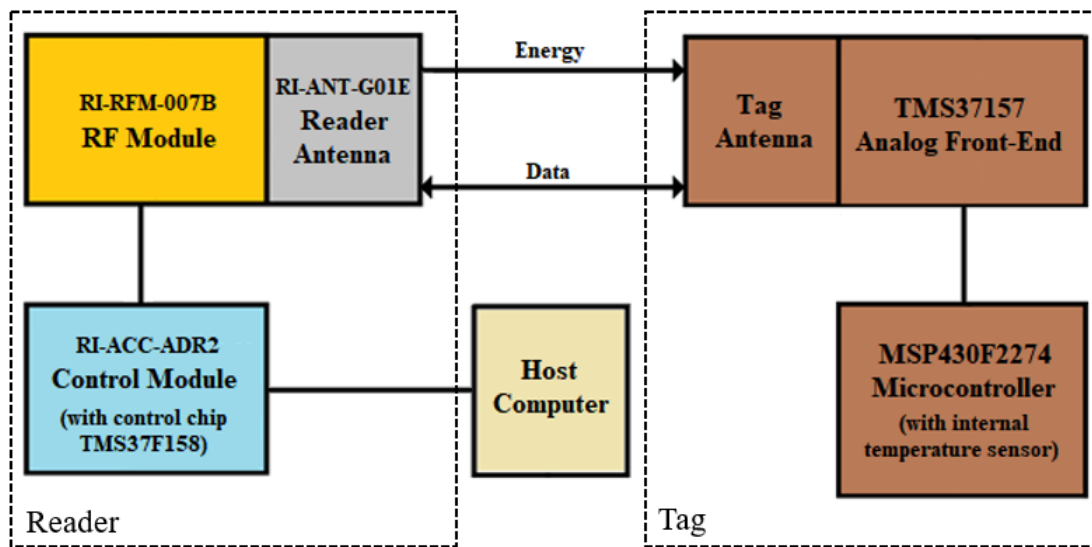 RI-RFM-007B
RF Module
RI-ANT-G01E
Reader
Antenna
Energy
Data
Tag
Antenna
TMS37157
Analog Front-End
RI-ACC-ADR2
Control Module
(with control chip
TMS37F158)
Host
Computer
MSP430F2274
Microcontroller
(with internal
temperature sensor)
Reader
Tag